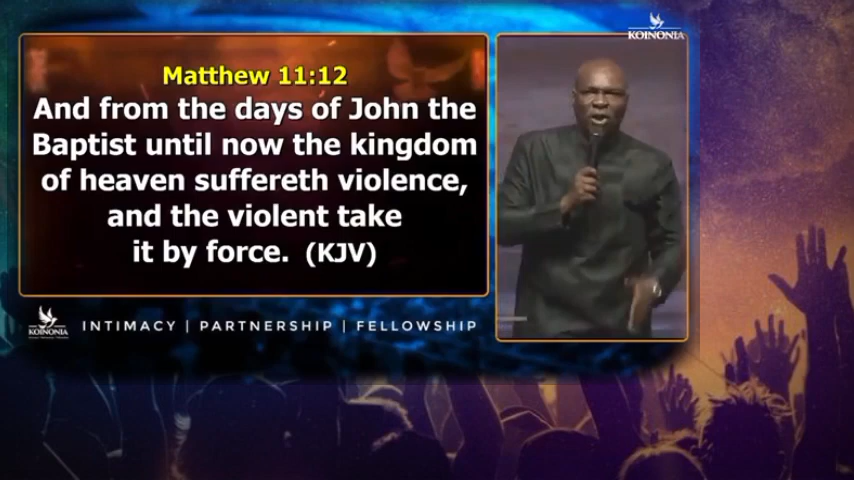 KOINONIA
Matthew 11:12
And from the days of John the
Baptist until now the kingdom
of heaven suffereth violence,
and the violent take
it by force. (KJV)
KOINONIA
INTIMACY | PARTNERSHIP | FELLOWSHIP